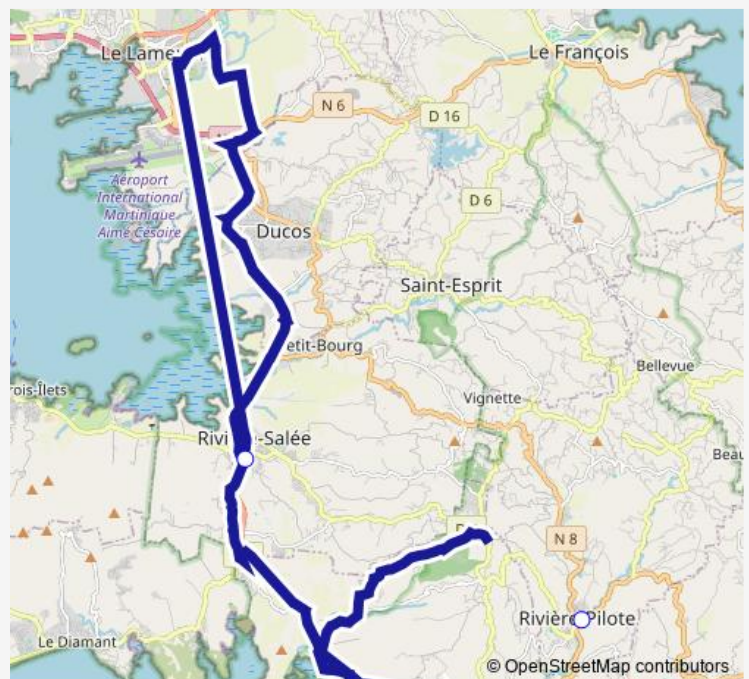 Le Lame
Le François
N 6
D 16
Aéroport
International
Martinique
Aimé Césaire
D 6
Ducos
Saint-Esprit
etit-Bourg
Bellevue
rois-Îlets
Vignette
Rivi -Salée
Beau
D
N 8
Rivière-Pilote
Le Diamant
© OpenStreetMap contributors